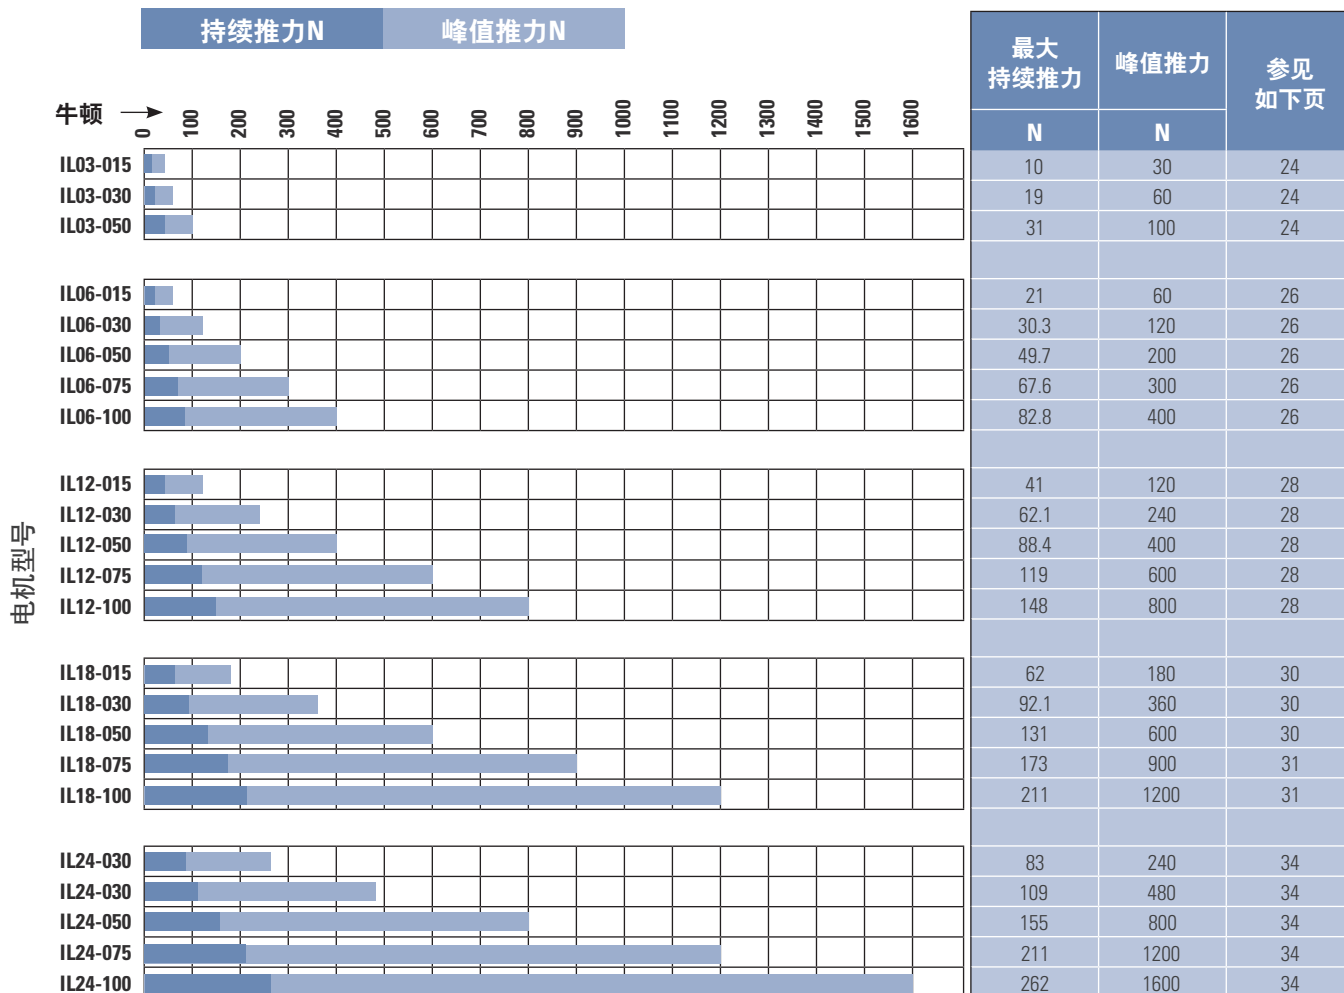 持续推力N 峰值推力N
最大
持续推力
峰值推力
参见
如下页
N N
牛顿 → 0 100 200 300 400 500 600 700 800 900 1000 1100 1200 1300 1400 1500 1600
IL03-015 10 30 24
IL03-030 19 60 24
IL03-050 31 100 24
IL06-015 21 60 26
IL06-030 30.3 120 26
IL06-050 49.7 200 26
IL06-075 67.6 300 26
IL06-100 82.8 400 26
电机型号
IL12-015 41 120 28
IL12-030 62.1 240 28
IL12-050 88.4 400 28
IL12-075 119 600 28
IL12-100 148 800 28
IL18-015 62 180 30
IL18-030 92.1 360 30
IL18-050 131 600 30
IL18-075 173 900 31
IL18-100 211 1200 31
IL24-030 83 240 34
IL24-030 109 480 34
IL24-050 155 800 34
IL24-075 211 1200 34
IL24-100 262 1600 34